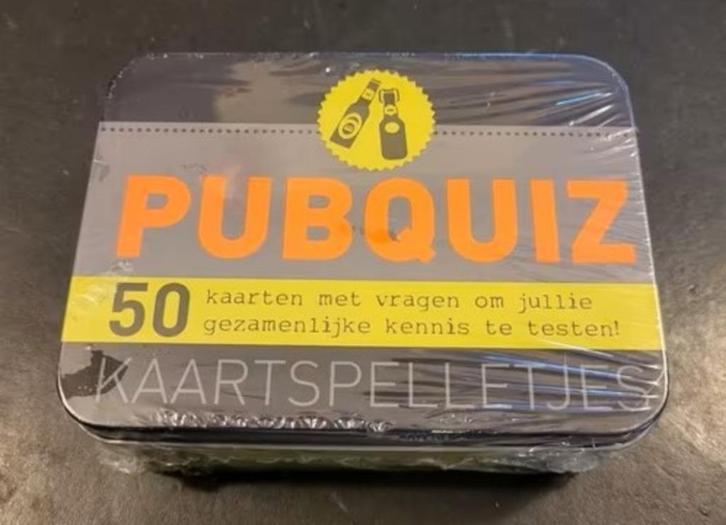 PUBQUIZ
50 kaarten met vragen om jullie
gezamenlijke kennis te testen!
KAARTSPELLETJES